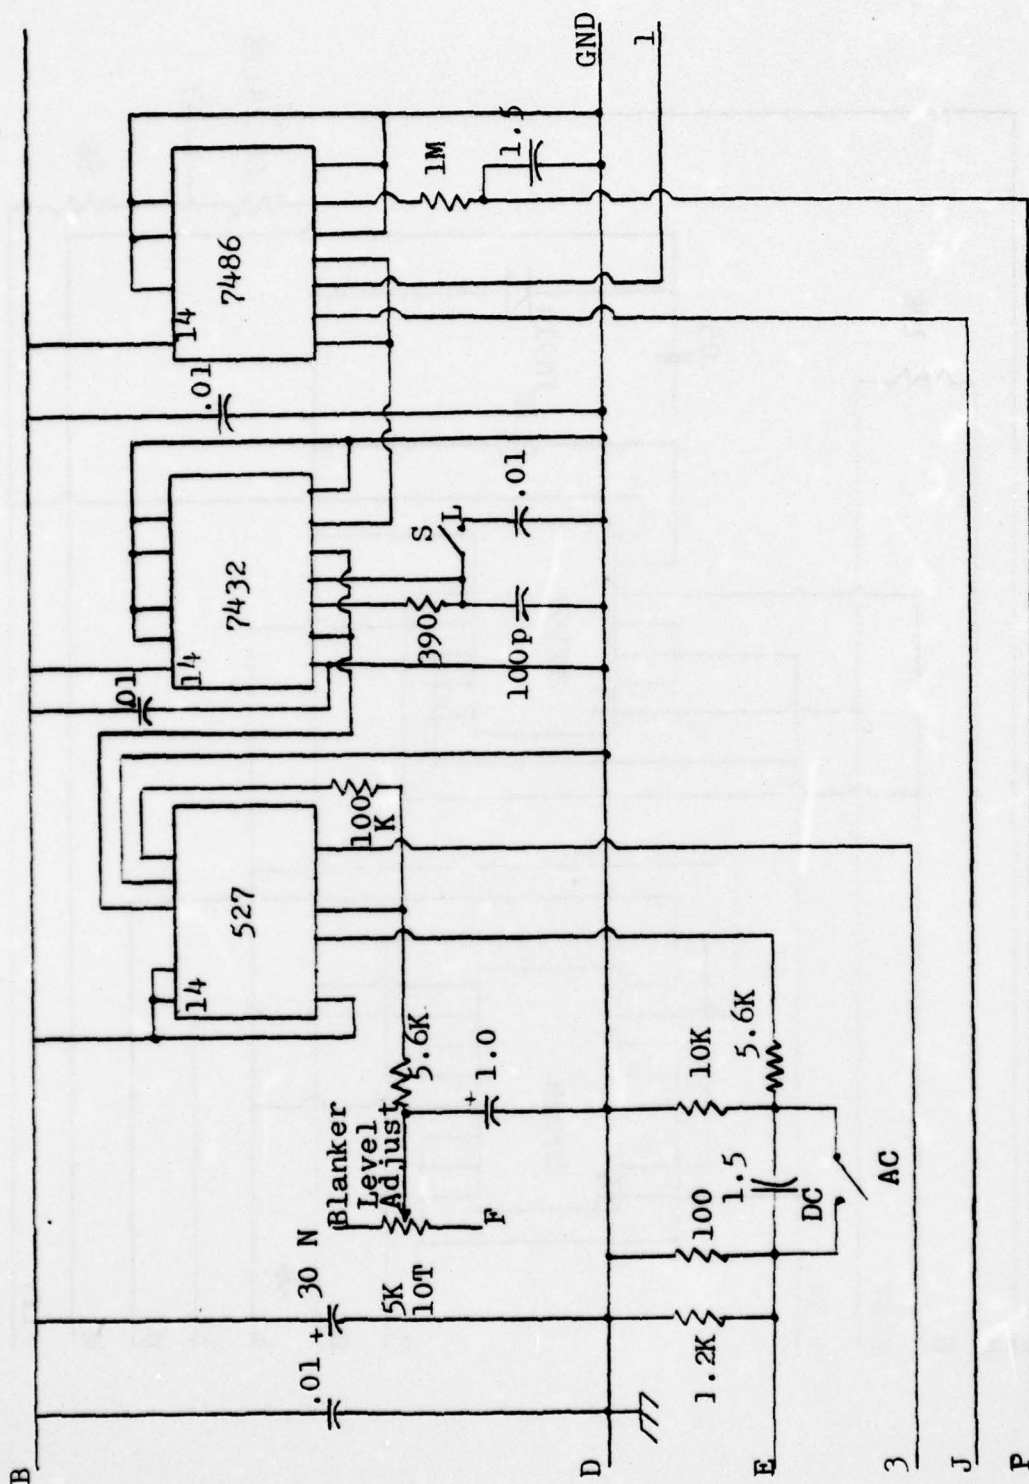 B
.01
+
30
N
Blanker
Level
Adjust
5K
10T
F
5.6K
+
1.0
14
527
100
K
.01
14
7432
390
100p
S
L
.01
.01
14
7486
1M
1.5
GND
1
D
1.2K
100
10K
1.5
DC
AC
5.6K
E
3
J
P